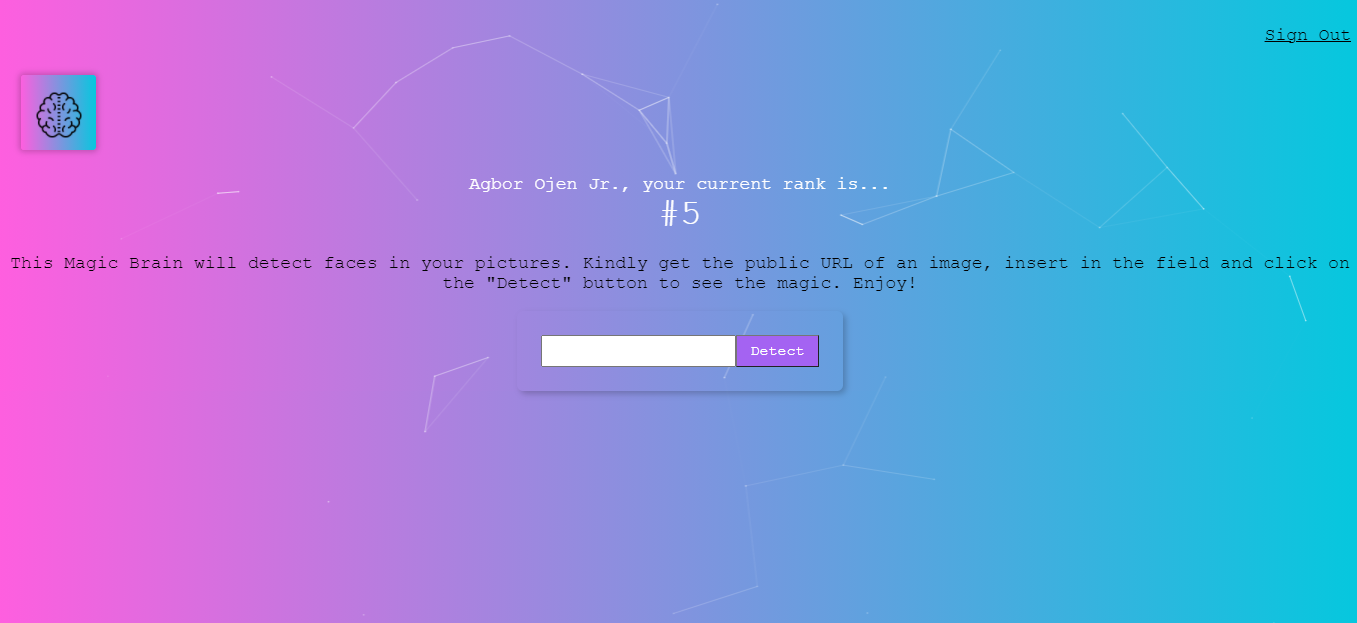 Sign Out
Agbor Ojen Jr., your current rank is...
#5
This Magic Brain will detect faces in your pictures. Kindly get the public URL of an image, insert in the field and click on
the "Detect" button to see the magic. Enjoy!
Detect